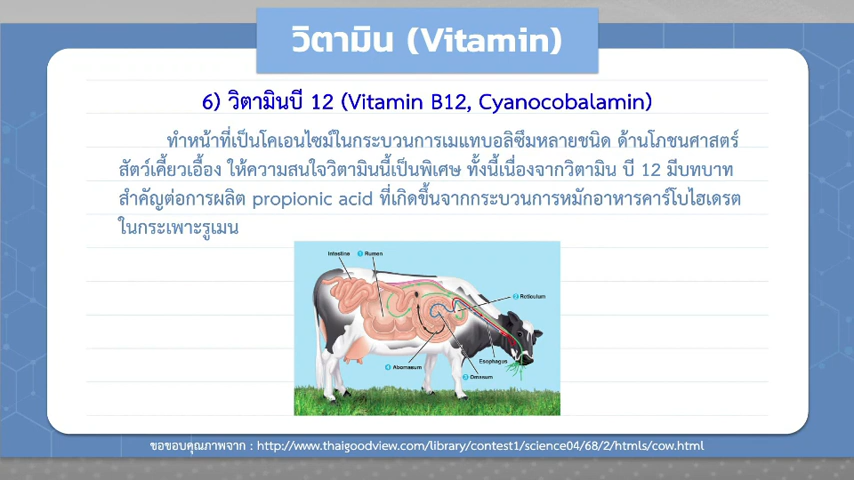 วิตามิน (Vitamin)
6) วิตามินบี 12 (Vitamin B12, Cyanocobalamin)
ทำหน้าที่เป็นโคเอนไซม์ในกระบวนการเมแทบอลิซึมหลายชนิด ด้านโภชนศาสตร์
สัตว์เคี้ยวเอื้อง ให้ความสนใจวิตามินนี้เป็นพิเศษ ทั้งนี้เนื่องจากวิตามิน บี 12 มีบทบาท
สำคัญต่อการผลิต propionic acid ที่เกิดขึ้นจากกระบวนการหมักอาหารคาร์โบไฮเดรต
ในกระเพาะรูเมน
Intestine 1 Rumen
3 Reticulum
Esophagus
4 Abomasum
2 Omasum
ขอขอบคุณภาพจาก : http://www.thaigoodview.com/library/contest1/science04/68/2/htmls/cow.html